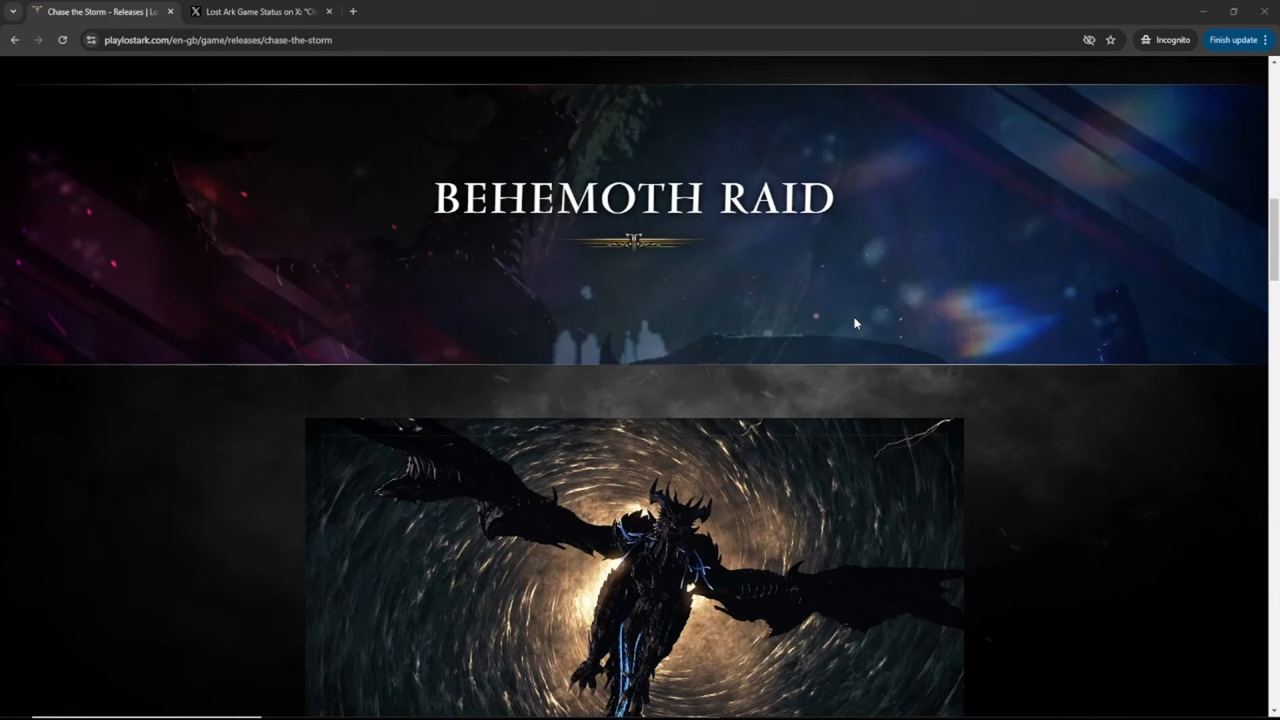 Chase the Storm - Releases | Lo
Lost Ark Game Status on X: "Ch
playlostark.com/en-gb/game/releases/chase-the-storm
Incognito
Finish update
BEHEMOTH RAID